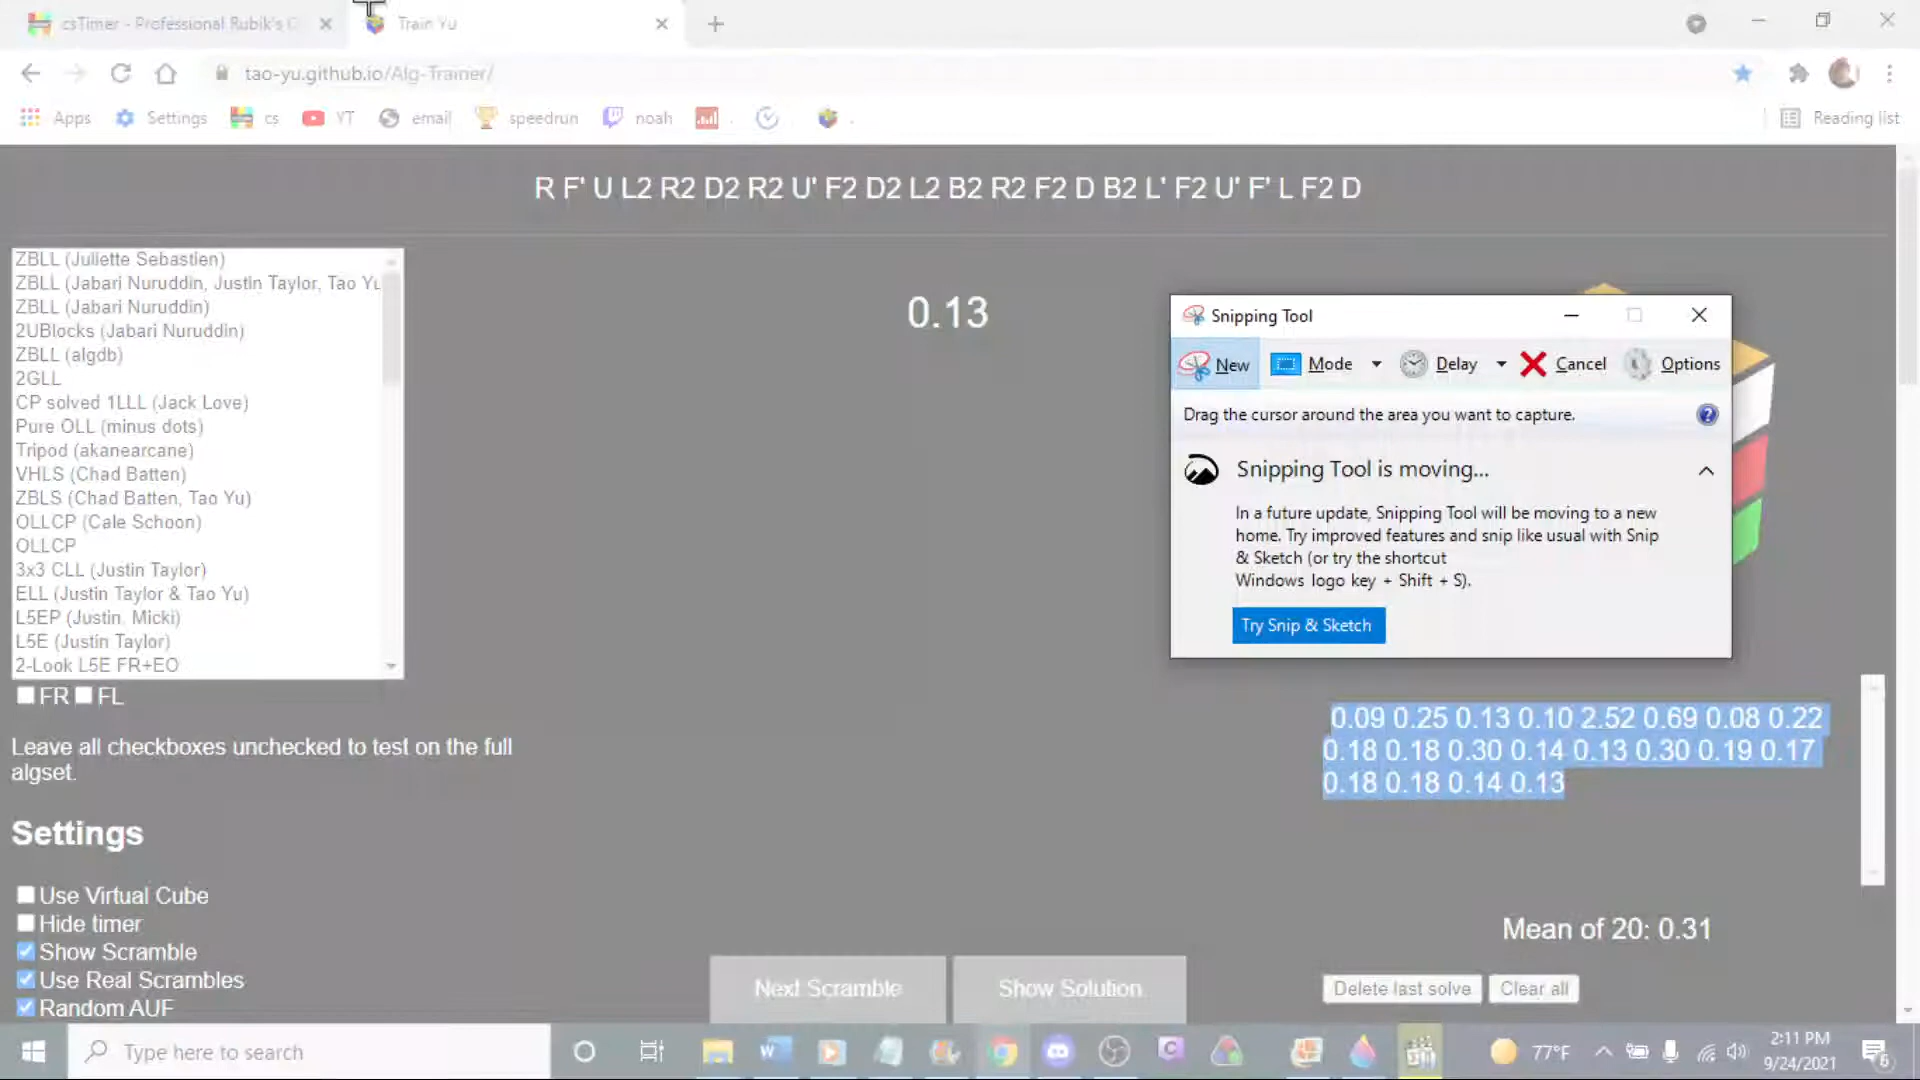 csTimer - Professional Rubik's C
Train Yu
tao-yu.github.io/Alg-Trainer/
Apps
Settings
cs
YT
email
speedrun
noah
.
.
Reading list
R F' U L2 R2 D2 R2 U' F2 D2 L2 B2 R2 F2 D B2 L' F2 U' F' L F2 D
ZBLL (Juliette Sebastien)
ZBLL (Jabari Nuruddin, Justin Taylor, Tao Yu
ZBLL (Jabari Nuruddin)
2UBlocks (Jabari Nuruddin)
ZBLL (algdb)
2GLL
CP solved 1LLL (Jack Love)
Pure OLL (minus dots)
Tripod (akanearcane)
VHLS (Chad Batten)
ZBLS (Chad Batten, Tao Yu)
OLLCP (Cale Schoon)
OLLCP
3x3 CLL (Justin Taylor)
ELL (Justin Taylor & Tao Yu)
L5EP (Justin, Micki)
L5E (Justin Taylor)
2-Look L5E FR+EO
FR FL
Leave all checkboxes unchecked to test on the full
algset.
Settings
Use Virtual Cube
Hide timer
Show Scramble
Use Real Scrambles
Random AUF
0.13
Next Scramble
Show Solution
Snipping Tool
New
Mode
Delay
Cancel
Options
Drag the cursor around the area you want to capture.
Snipping Tool is moving...
In a future update, Snipping Tool will be moving to a new
home. Try improved features and snip like usual with Snip
& Sketch (or try the shortcut
Windows logo key + Shift + S).
Try Snip & Sketch
0.09 0.25 0.13 0.10 2.52 0.69 0.08 0.22
0.18 0.18 0.30 0.14 0.13 0.30 0.19 0.17
0.18 0.18 0.14 0.13
Mean of 20: 0.31
Delete last solve
Clear all
Type here to search
77°F
2:11 PM
9/24/2021
6